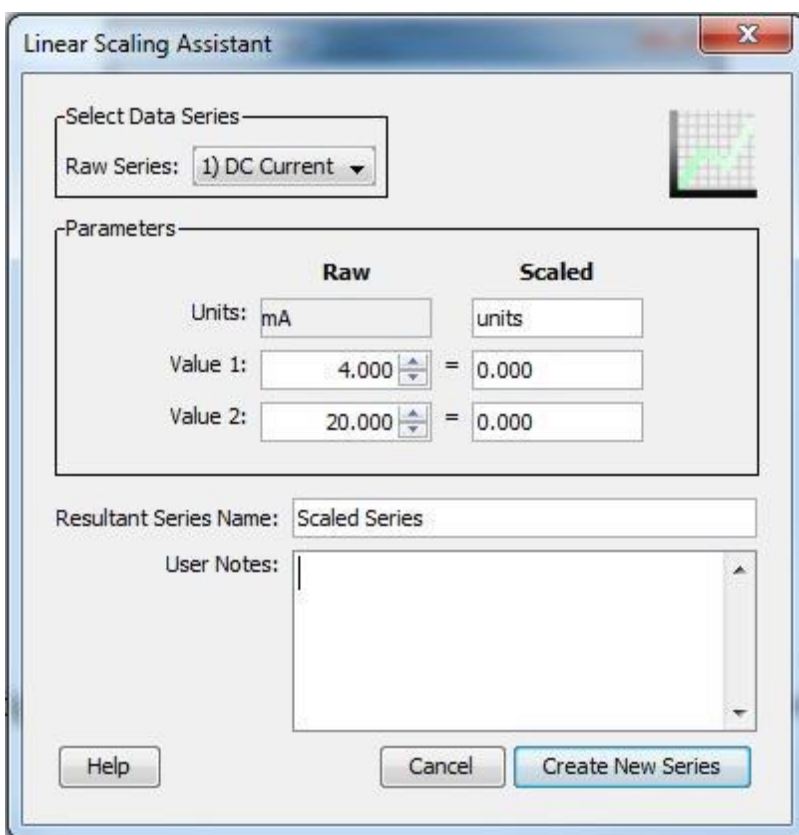 Linear Scaling Assistant
Select Data Series
Raw Series: 1) DC Current
Parameters
Raw Scaled
Units: mA units
Value 1: 4.000 = 0.000
Value 2: 20.000 = 0.000
Resultant Series Name: Scaled Series
User Notes:
Help Cancel Create New Series